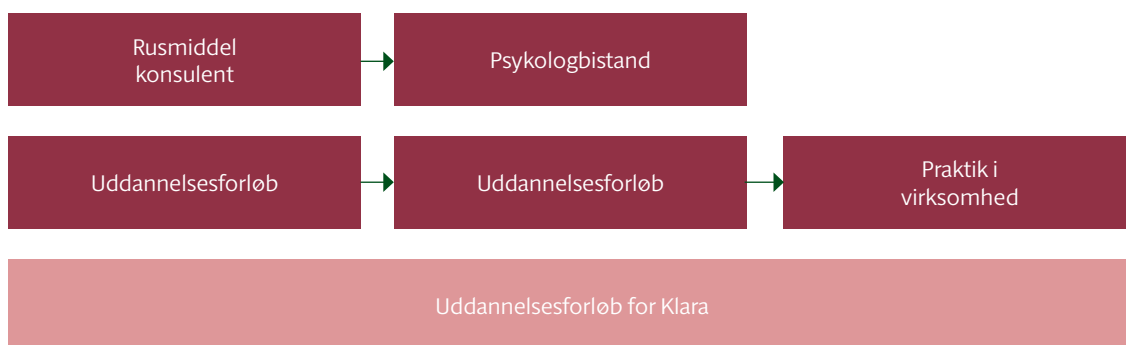 Rusmiddel
konsulent
Psykologbistand
Uddannelsesforløb
Uddannelsesforløb
Praktik i
virksomhed
Uddannelsesforløb for Klara